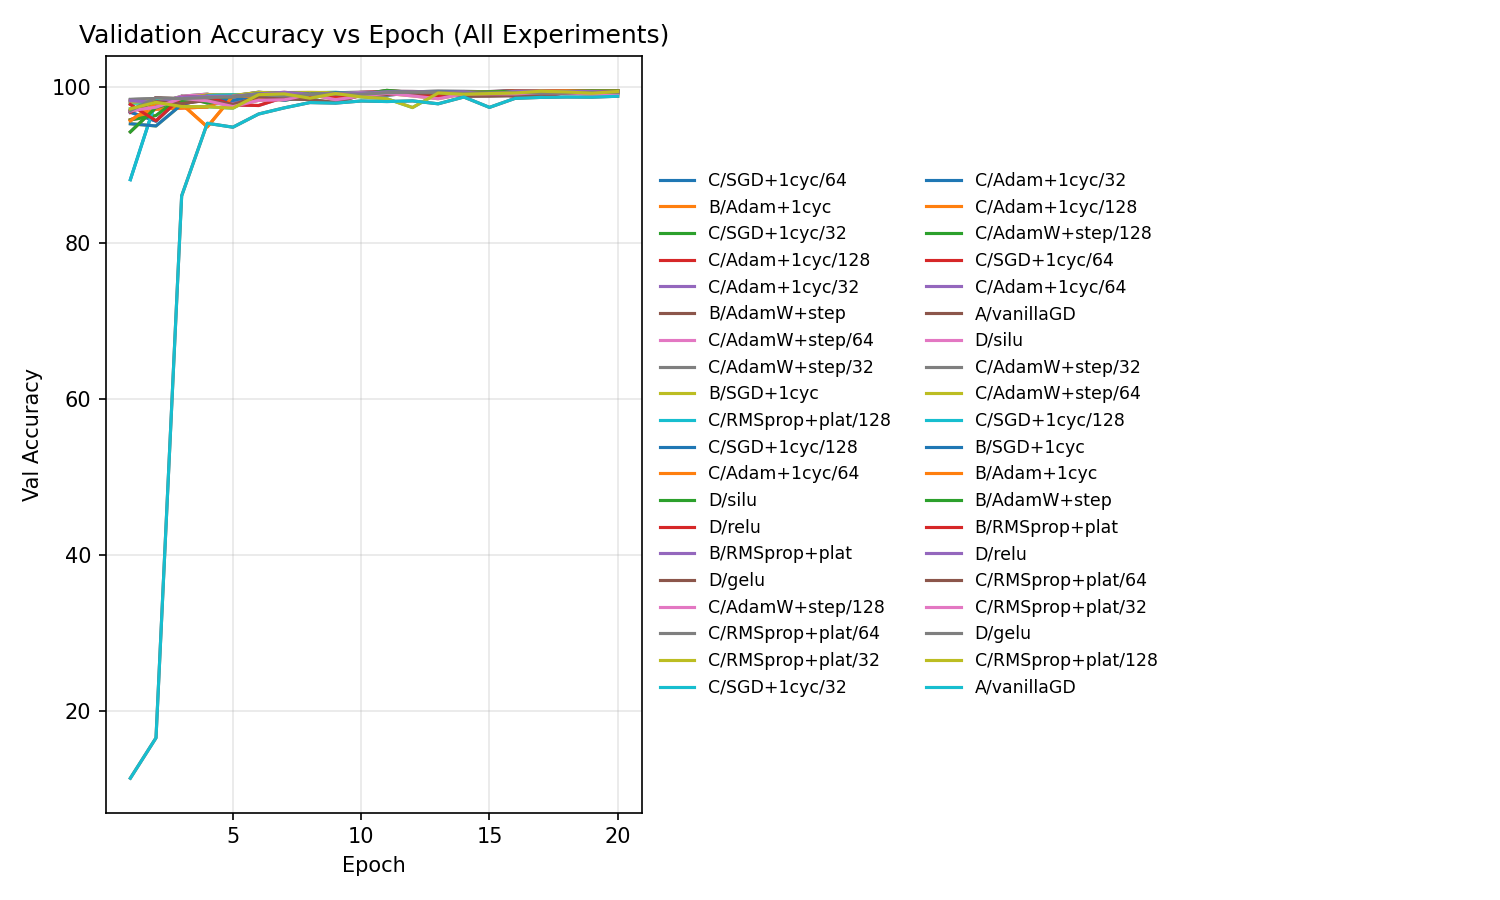 Validation Accuracy vs Epoch (All Experiments)
100
80
60
40
20
Val Accuracy
5
10
15
20
Epoch
C/SGD+1cyc/64
B/Adam+1cyc
C/SGD+1cyc/32
C/Adam+1cyc/128
C/Adam+1cyc/32
B/AdamW+step
C/AdamW+step/64
C/AdamW+step/32
B/SGD+1cyc
C/RMSprop+plat/128
C/SGD+1cyc/128
C/Adam+1cyc/64
D/silu
D/relu
B/RMSprop+plat
D/gelu
C/AdamW+step/128
C/RMSprop+plat/64
C/RMSprop+plat/32
C/SGD+1cyc/32
C/Adam+1cyc/32
C/Adam+1cyc/128
C/AdamW+step/128
C/SGD+1cyc/64
C/Adam+1cyc/64
A/vanillaGD
D/silu
C/AdamW+step/32
C/AdamW+step/64
C/SGD+1cyc/128
B/SGD+1cyc
B/Adam+1cyc
B/AdamW+step
B/RMSprop+plat
D/relu
C/RMSprop+plat/64
C/RMSprop+plat/32
D/gelu
C/RMSprop+plat/128
A/vanillaGD